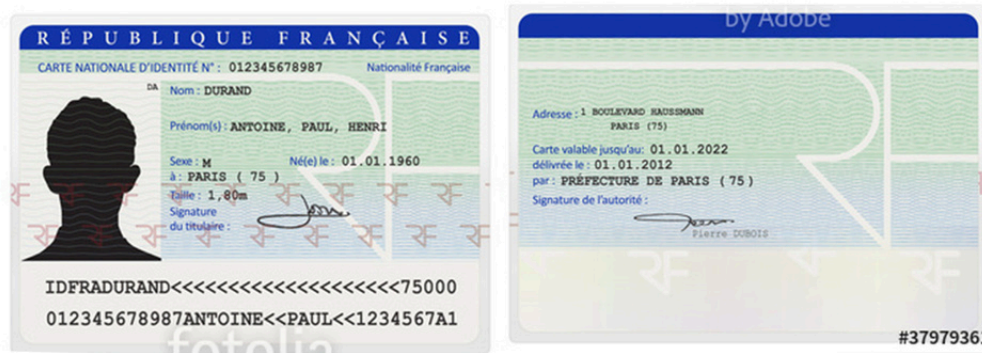 RÉPUBLIQUE FRANÇAISE
CARTE NATIONALE D'IDENTITÉ N° : 012345678987 Nationalité Française
DA
Nom : DURAND
Prénom(s) : ANTOINE, PAUL, HENRI
Sexe : M Né(e) le : 01.01.1960
à : PARIS ( 75 )
Taille : 1,80m
Signature
du titulaire :
IDFRADURAND<<<<<<<<<<<<<<<<<<<<75000
012345678987ANTOINE<<PAUL<<1234567A1
fotolia
by Adobe
Adresse : 1 BOULEVARD HAUSSMANN
PARIS (75)
Carte valable jusqu'au: 01.01.2022
délivrée le : 01.01.2012
par : PRÉFECTURE DE PARIS ( 75 )
Signature de l'autorité :
Pierre DUBOIS
RF
#3797936